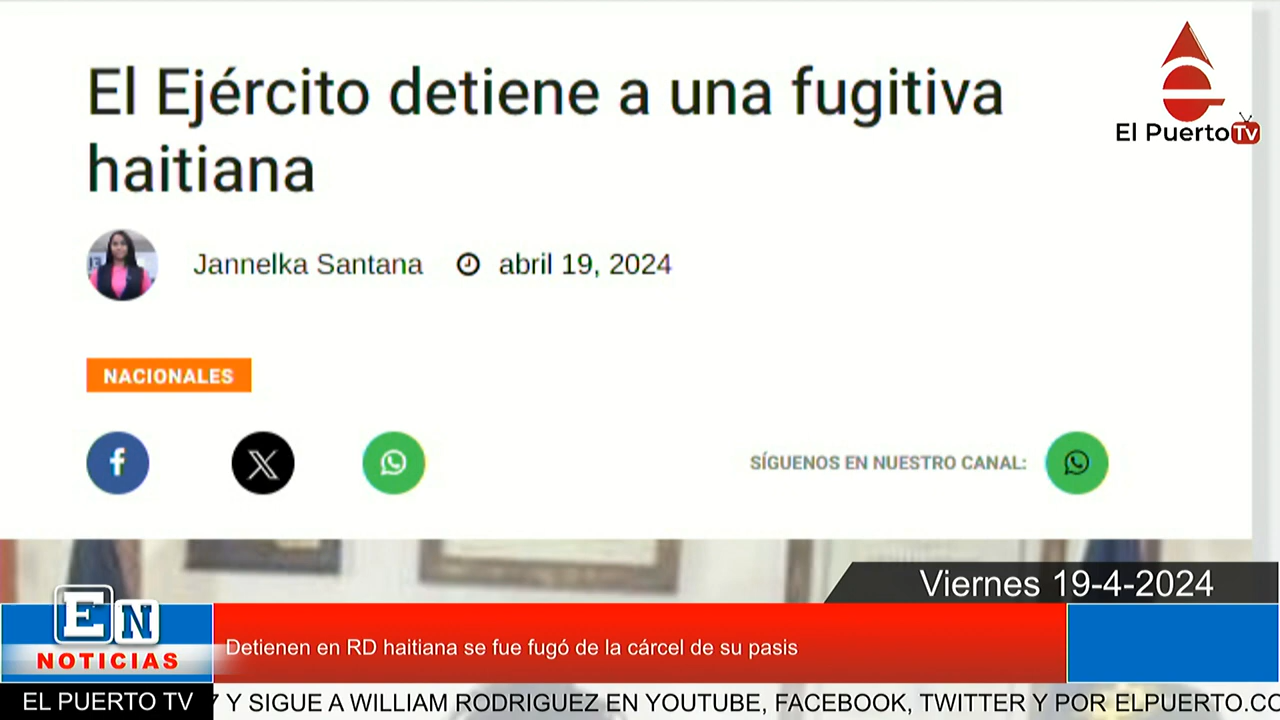 El Ejército detiene a una fugitiva
haitiana
El Puerto Tv
Jannelka Santana abril 19, 2024
NACIONALES
SÍGUENOS EN NUESTRO CANAL:
Viernes 19-4-2024
EN
NOTICIAS
Detienen en RD haitiana se fue fugó de la cárcel de su pasis
EL PUERTO TV
Y SIGUE A WILLIAM RODRIGUEZ EN YOUTUBE, FACEBOOK, TWITTER Y POR ELPUERTO.CO